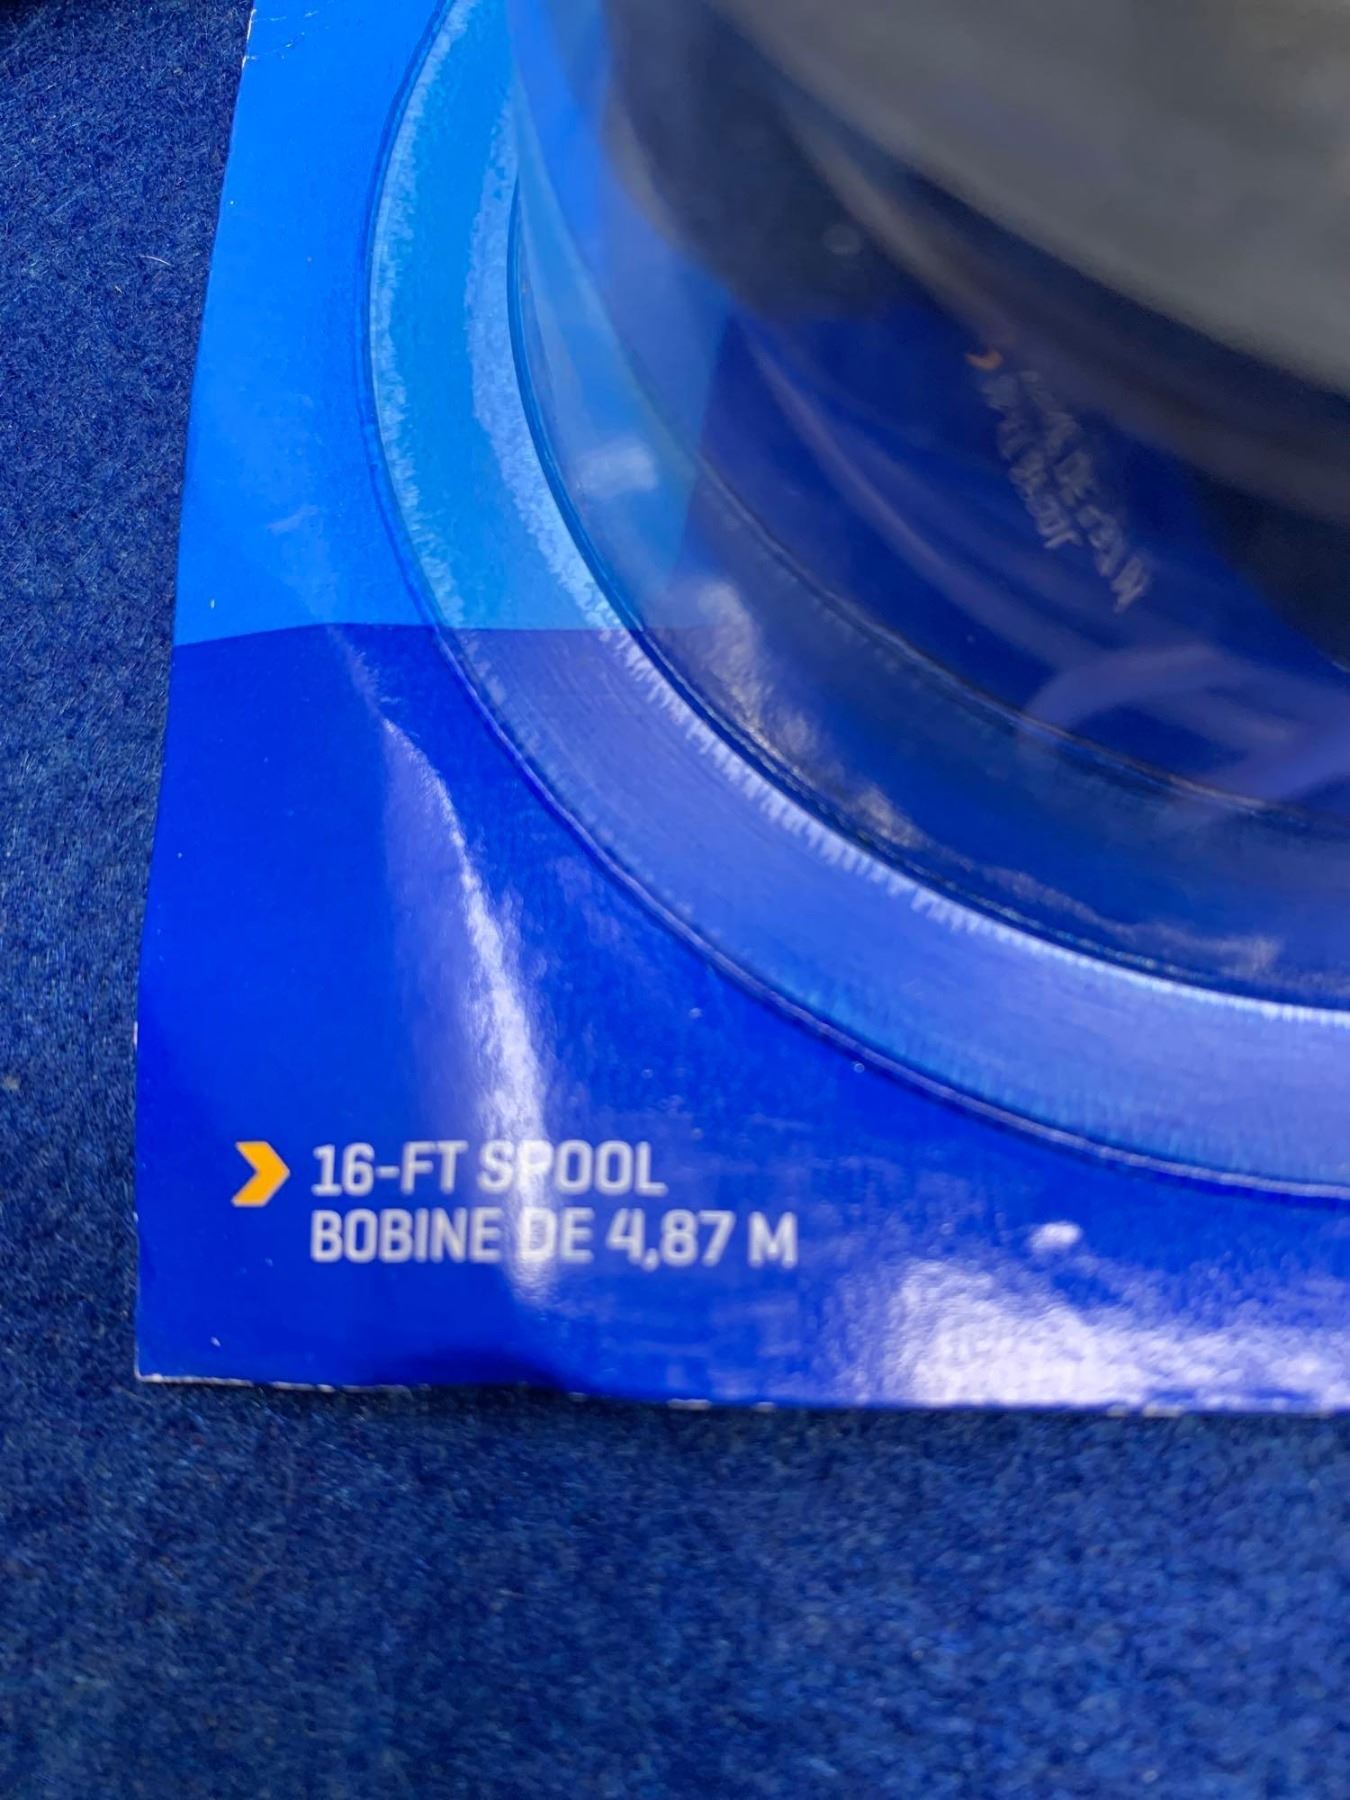 16-FT SPOOL
BOBINE DE 4,87 M